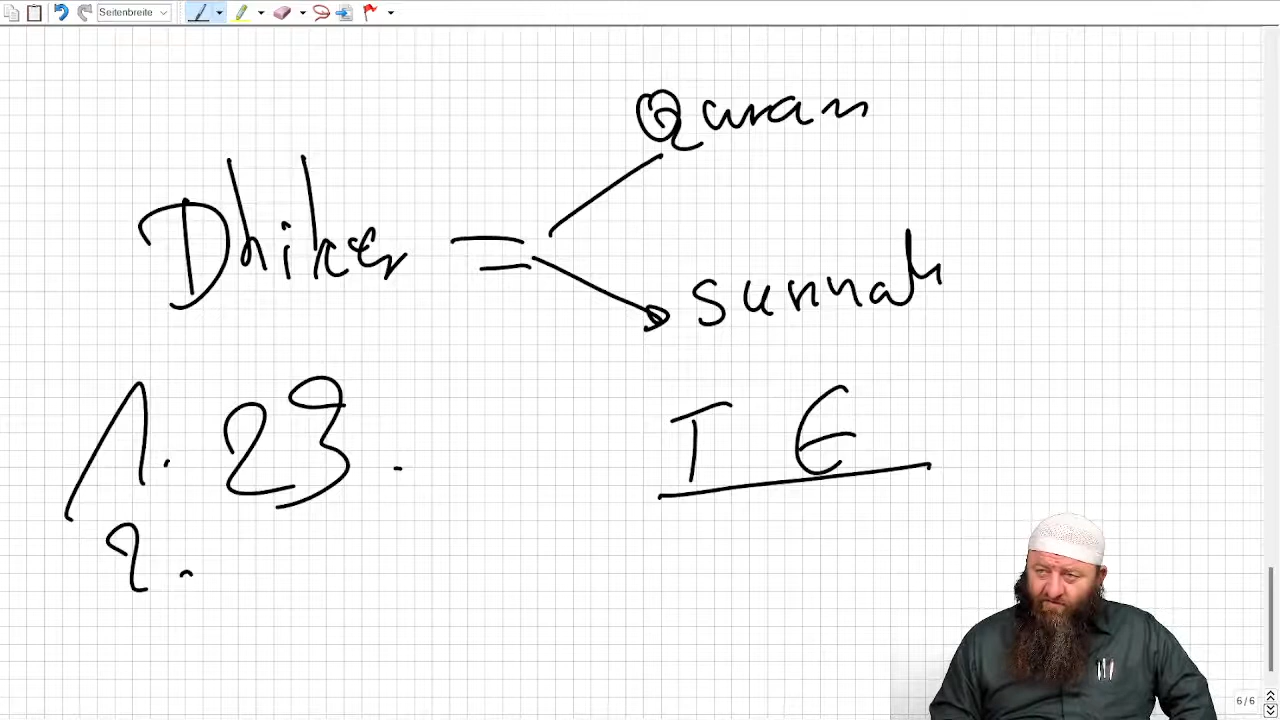 Seitenbreite
Quran
Dhiker =
Sunnah
1. 23. I E
2.
6/6